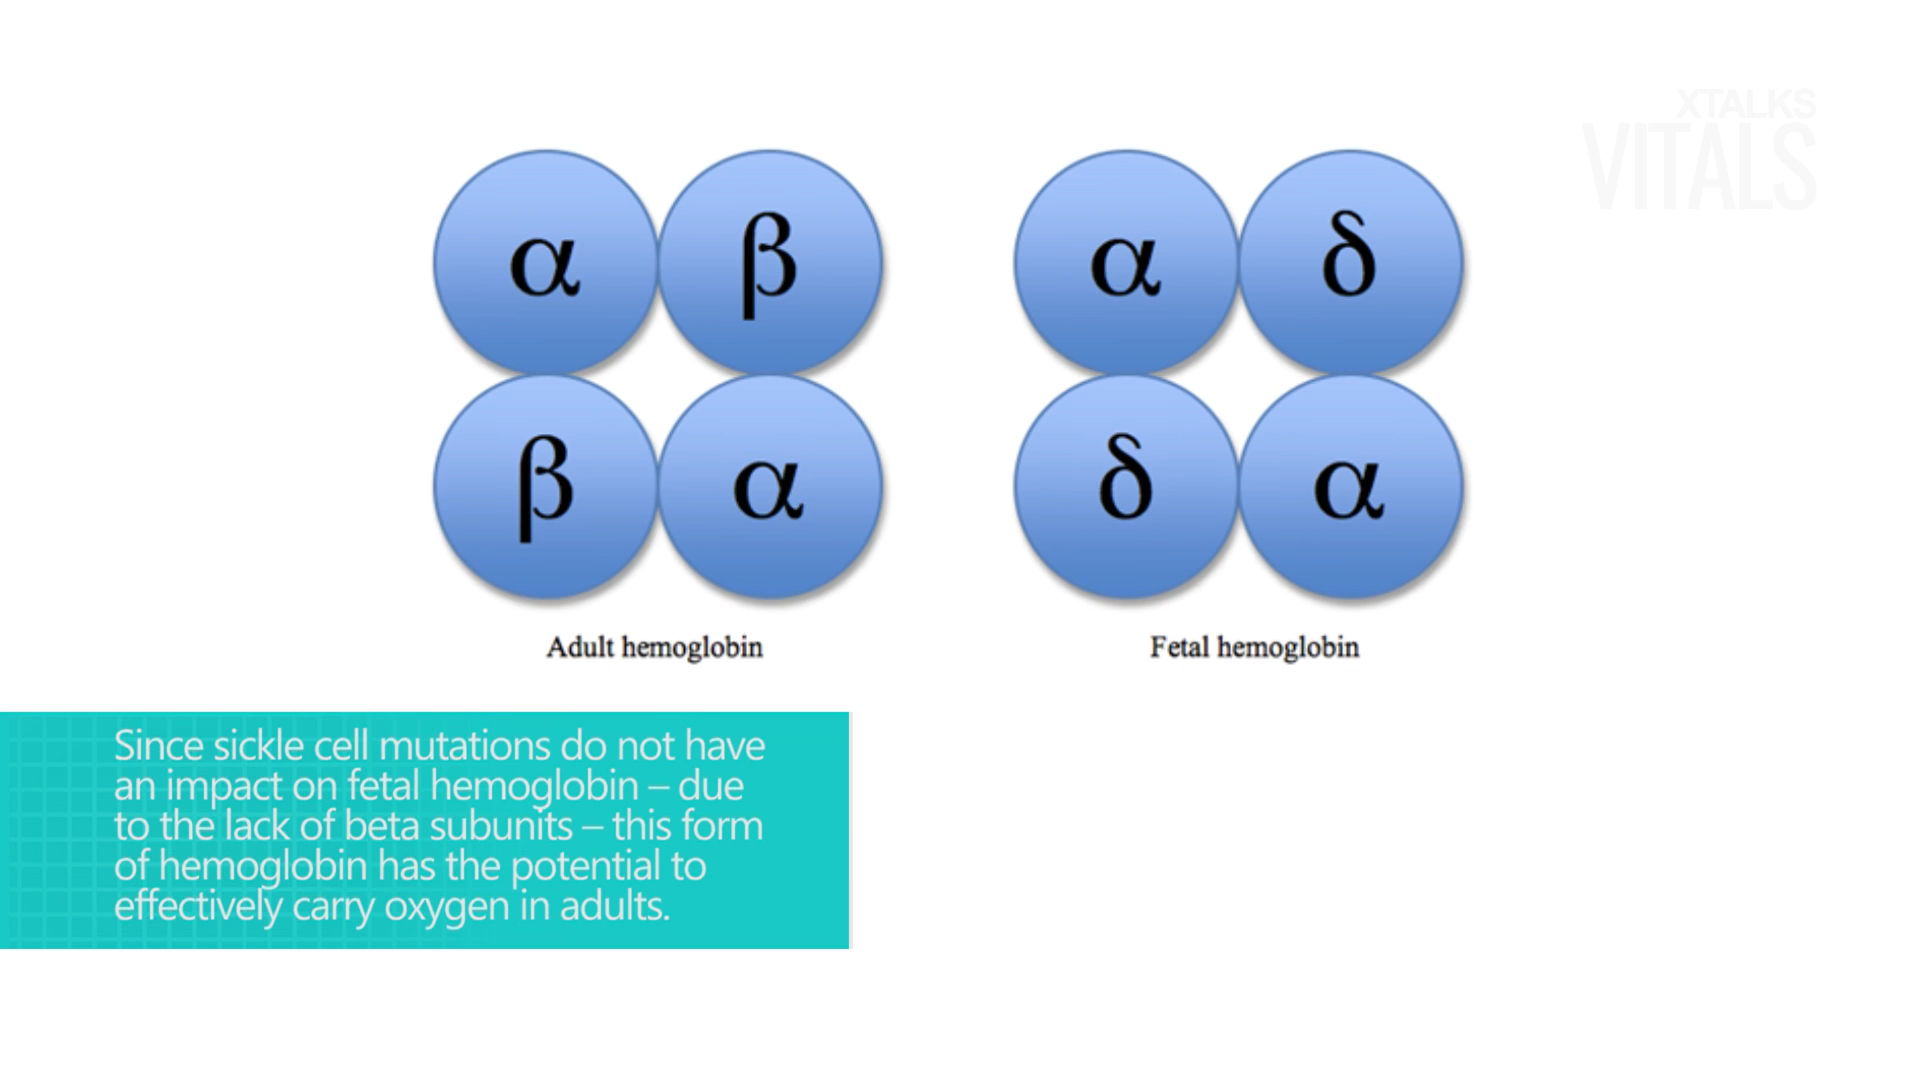 XTALKS
VITALS
α β
β α
α δ
δ α
Adult hemoglobin
Fetal hemoglobin
Since sickle cell mutations do not have
an impact on fetal hemoglobin – due
to the lack of beta subunits – this form
of hemoglobin has the potential to
effectively carry oxygen in adults.